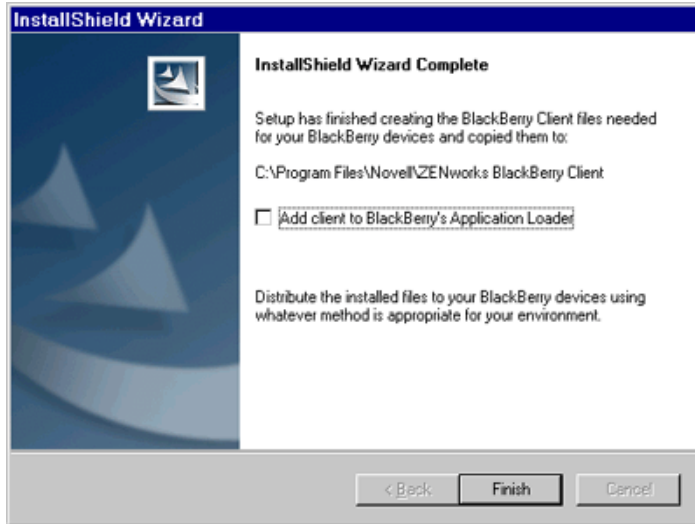 InstallShield Wizard
InstallShield Wizard Complete
Setup has finished creating the BlackBerry Client files needed
for your BlackBerry devices and copied them to:
C:\Program Files\Novell\ZENworks BlackBerry Client
Add client to BlackBerry's Application Loader
Distribute the installed files to your BlackBerry devices using
whatever method is appropriate for your environment.
< Back
Finish
Cancel